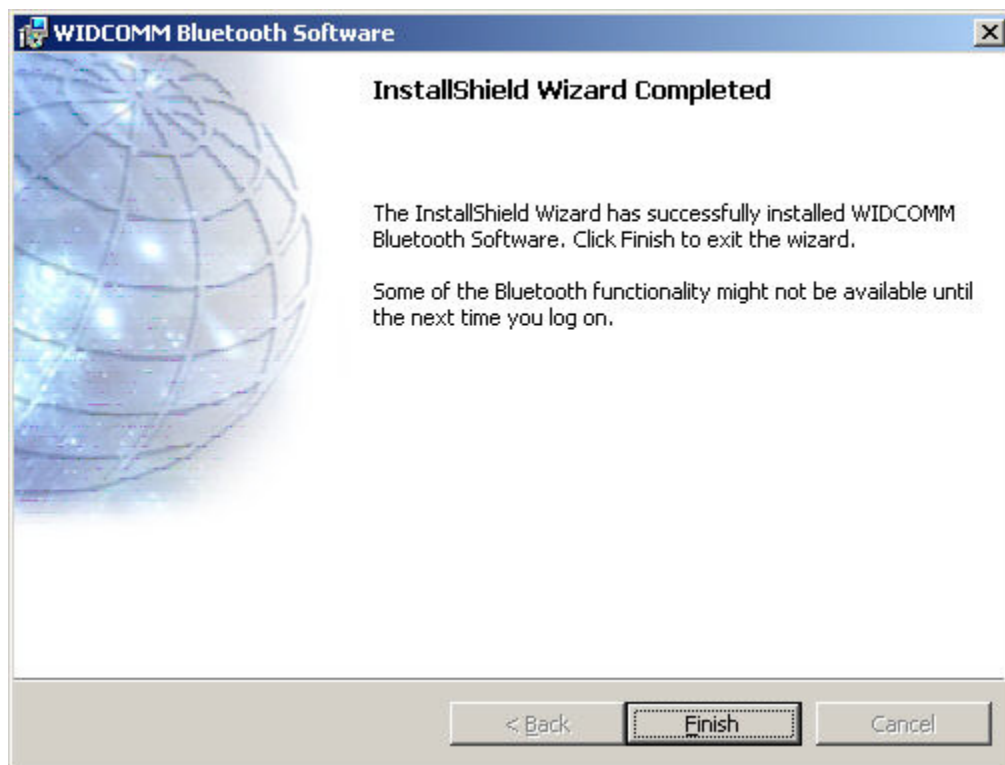 WIDCOMM Bluetooth Software
InstallShield Wizard Completed
The InstallShield Wizard has successfully installed WIDCOMM
Bluetooth Software. Click Finish to exit the wizard.
Some of the Bluetooth functionality might not be available until
the next time you log on.
< Back
Finish
Cancel